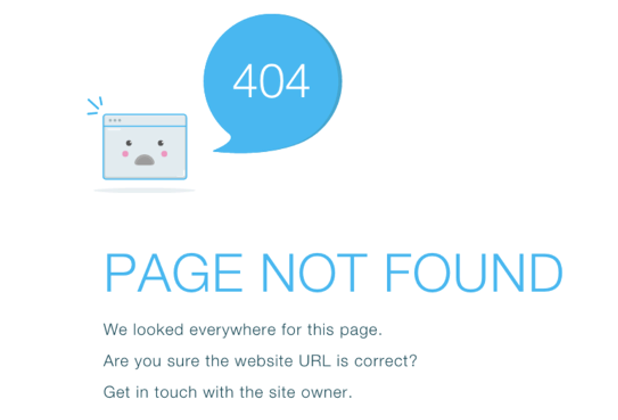 404
PAGE NOT FOUND
We looked everywhere for this page.
Are you sure the website URL is correct?
Get in touch with the site owner.